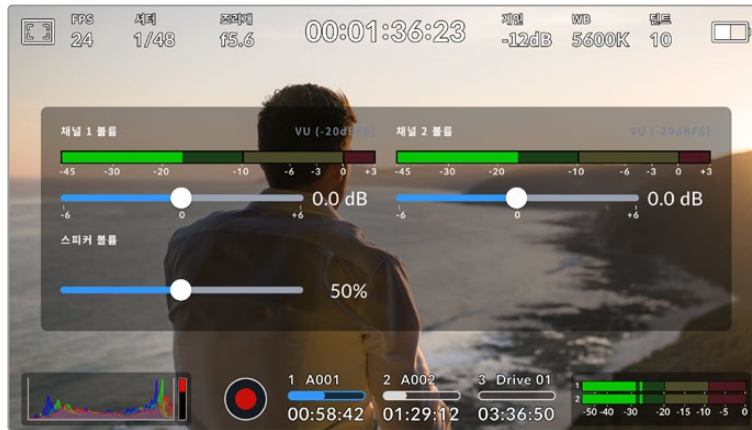 FPS 셔터 조리개 00:01:36:23 게인 WB 틴트
24 1/48 f5.6 -12dB 5600K 10
채널 1 볼륨 VU (-20dBFS) 채널 2 볼륨 VU (-20dBFS)
-45 -30 -20 -10 -6 -3 0 +3 -45 -30 -20 -10 -6 -3 0 +3
0.0 dB 0.0 dB
-6 0 +6 -6 0 +6
스피커 볼륨
50%
1 A001 2 A002 3 Drive 01
00:58:42 01:29:12 03:36:50
1
2
-50 -40 -30 -20 -15 -10 -5 0